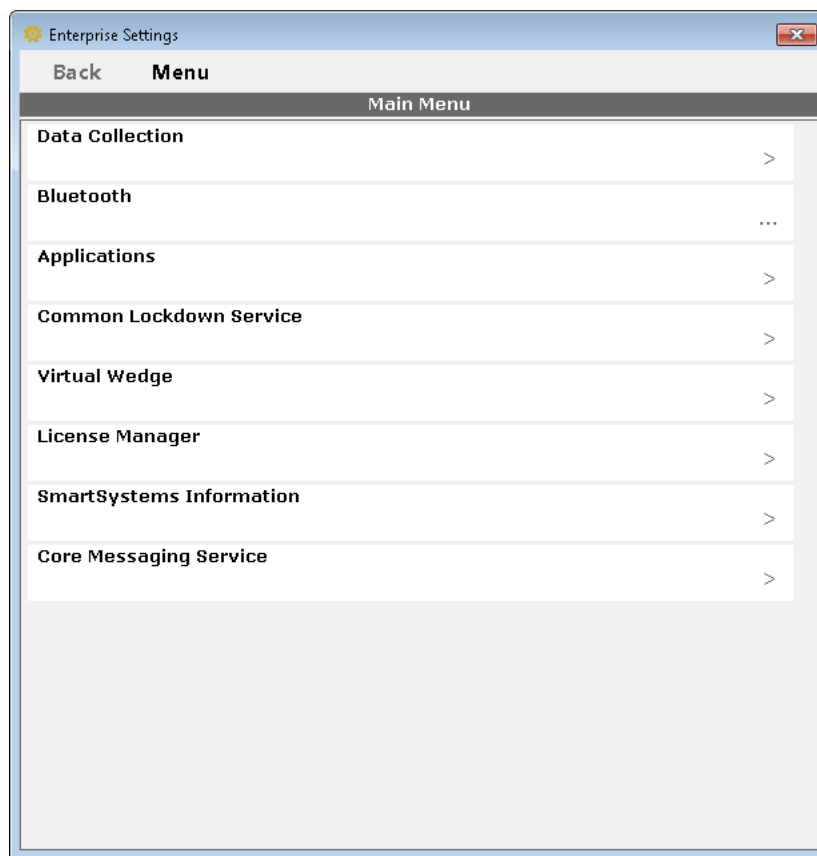 Enterprise Settings
Back Menu
Main Menu
Data Collection
>
Bluetooth
...
Applications
>
Common Lockdown Service
>
Virtual Wedge
>
License Manager
>
SmartSystems Information
>
Core Messaging Service
>